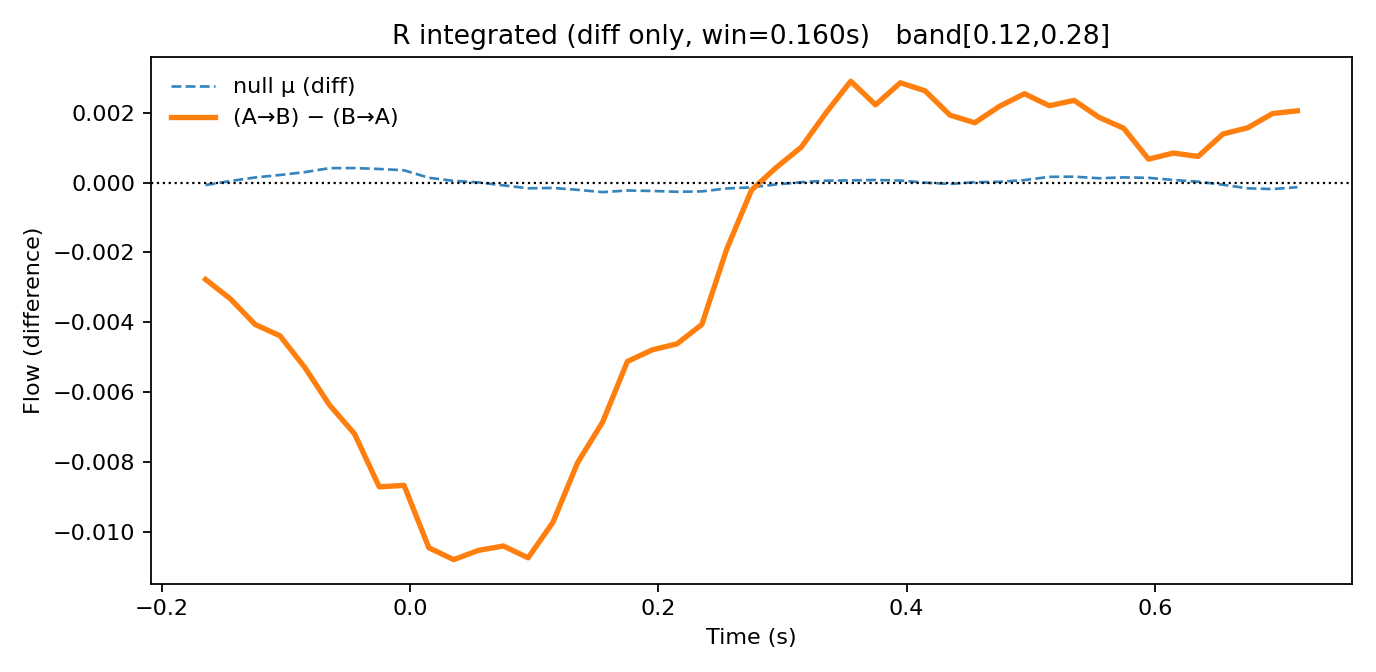 R integrated (diff only, win=0.160s)   band[0.12,0.28]
null μ (diff)
(A→B) − (B→A)
Flow (difference)
0.002
0.000
−0.002
−0.004
−0.006
−0.008
−0.010
−0.2
0.0
0.2
0.4
0.6
Time (s)